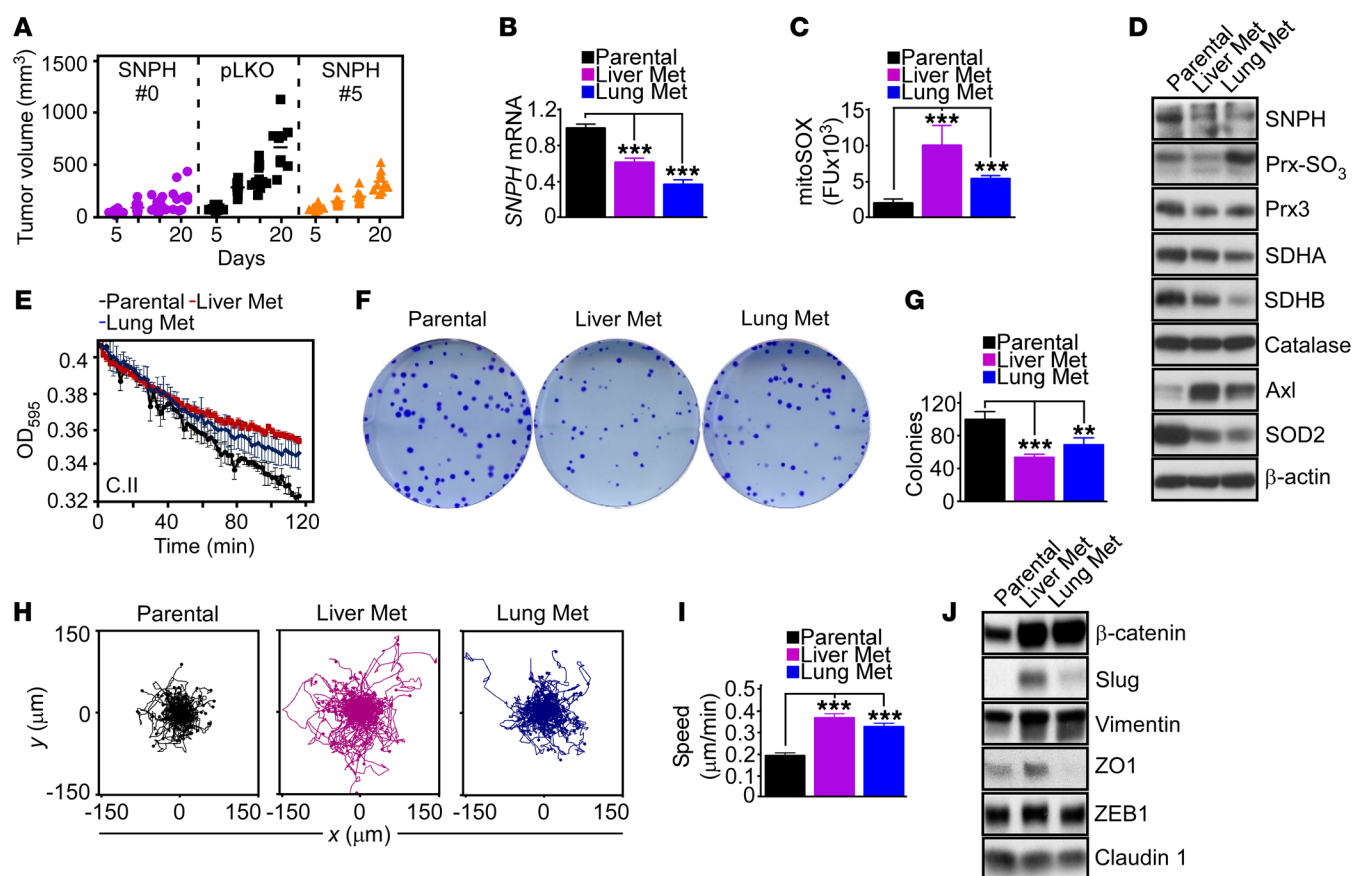 A
Tumor volume (mm3)
1500
1000
500
0
SNPH
#0
pLKO
SNPH
#5
5 20 5 20 5 20
Days
B
Parental
Liver Met
Lung Met
SNPH mRNA
1.2
0.8
0.4
0
***
***
C
Parental
Liver Met
Lung Met
mitoSOX
(FUx103)
15
10
5
0
***
***
D
Parental
Liver Met
Lung Met
SNPH
Prx-SO3
Prx3
SDHA
SDHB
Catalase
Axl
SOD2
β-actin
E
Parental Liver Met
Lung Met
OD595
0.4
0.38
0.36
0.34
0.32
C.II
0 40 80 120
Time (min)
F
Parental Liver Met Lung Met
G
Parental
Liver Met
Lung Met
Colonies
120
80
40
0
***
**
H
Parental Liver Met Lung Met
y (μm)
150
0
-150
-150 0 150 -150 0 150 -150 0 150
x (μm)
I
Parental
Liver Met
Lung Met
Speed
(μm/min)
0.5
0.4
0.3
0.2
0.1
0
***
***
J
Parental
Liver Met
Lung Met
β-catenin
Slug
Vimentin
ZO1
ZEB1
Claudin 1